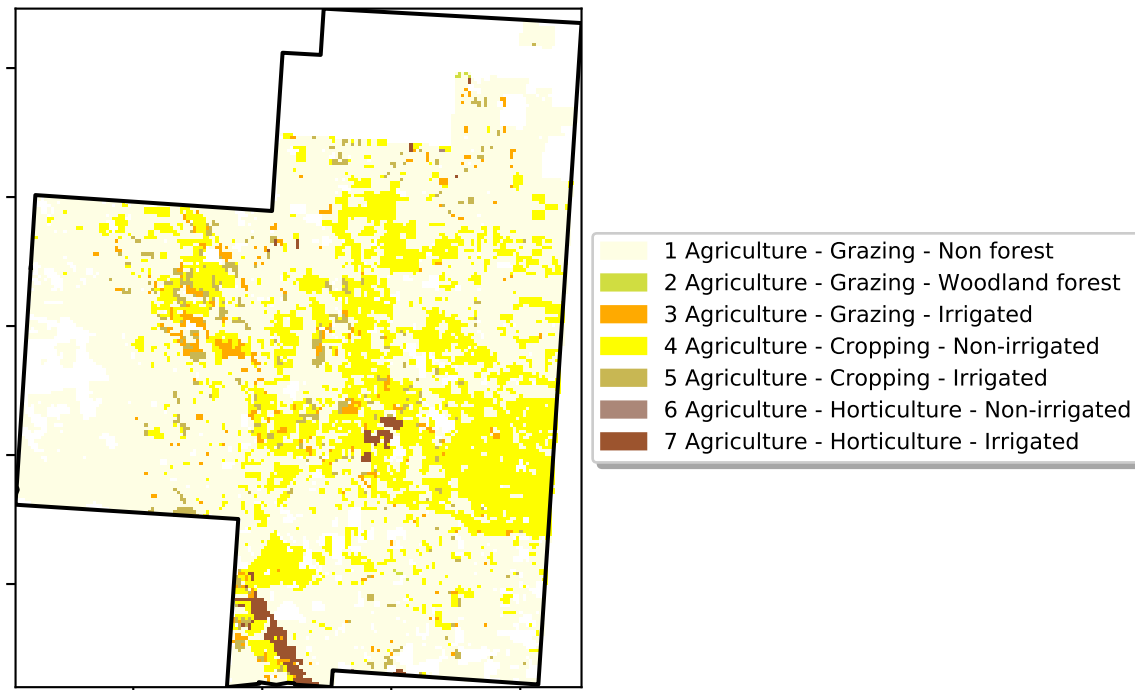 1 Agriculture - Grazing - Non forest
2 Agriculture - Grazing - Woodland forest
3 Agriculture - Grazing - Irrigated
4 Agriculture - Cropping - Non-irrigated
5 Agriculture - Cropping - Irrigated
6 Agriculture - Horticulture - Non-irrigated
7 Agriculture - Horticulture - Irrigated